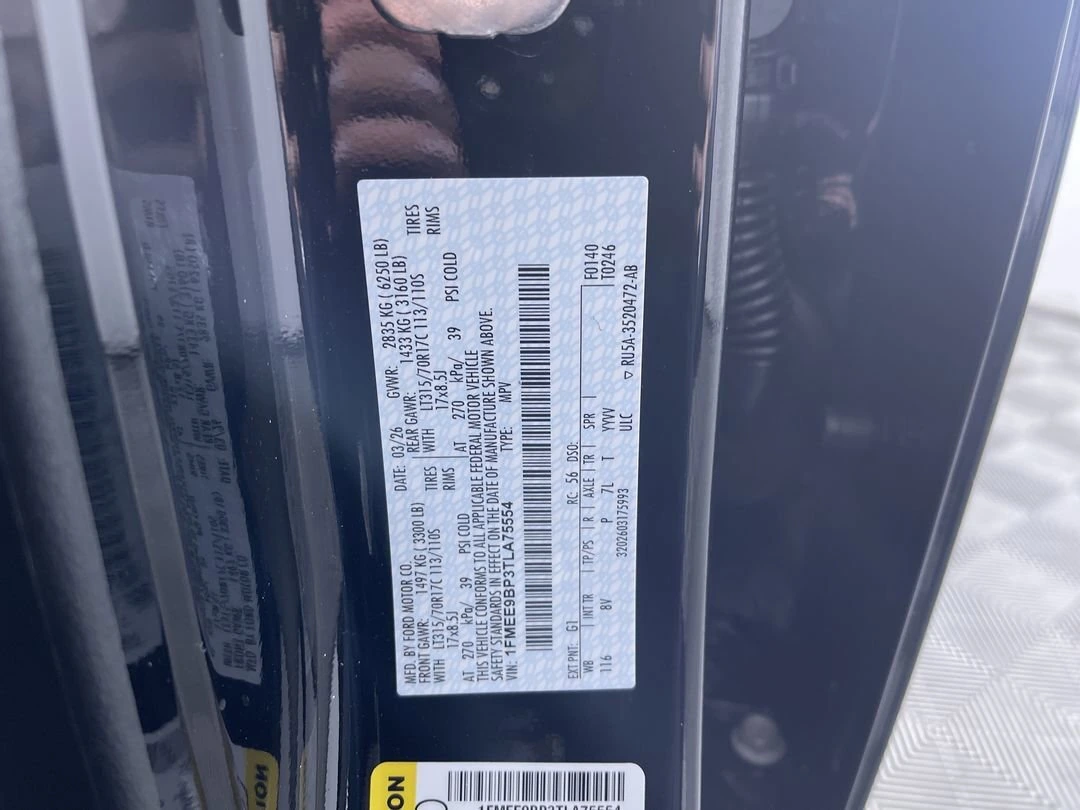 MFD. BY FORD MOTOR CO.
DATE: 03/26 GVWR: 2835 KG ( 6250 LB)
FRONT GAWR: 1497 KG ( 3300 LB)
REAR GAWR: 1433 KG ( 3160 LB)
WITH LT315/70R17C 113/110S TIRES
WITH LT315/70R17C 113/110S TIRES
17x8.5J RIMS
17x8.5J RIMS
AT 270 kPa/ 39 PSI COLD
AT 270 kPa/ 39 PSI COLD
THIS VEHICLE CONFORMS TO ALL APPLICABLE FEDERAL MOTOR VEHICLE
SAFETY STANDARDS IN EFFECT ON THE DATE OF MANUFACTURE SHOWN ABOVE.
VIN: 1FMEE9BP3TLA75554 TYPE: MPV
EXT PNT: G1 RC: 56 DSO: F0140
WB INT TR TP/PS R AXLE TR SPR T0246
116 8V P 7L T YYVV
3202603175993 ULC ▽ RU5A-3520472-AB
1FMEE9BP3TLA75554